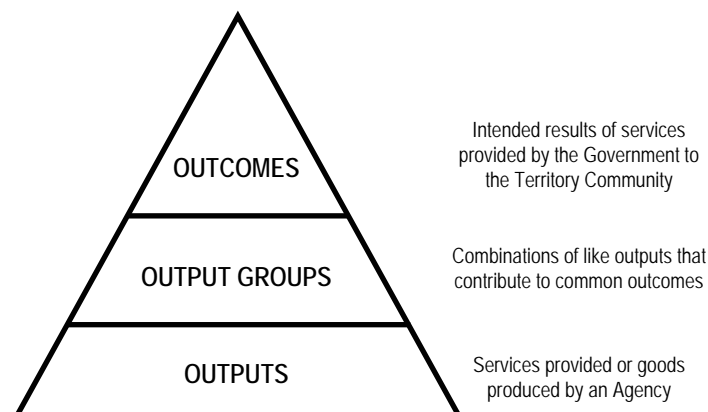 OUTCOMES
Intended results of services
provided by the Government to
the Territory Community
OUTPUT GROUPS
Combinations of like outputs that
contribute to common outcomes
OUTPUTS
Services provided or goods
produced by an Agency